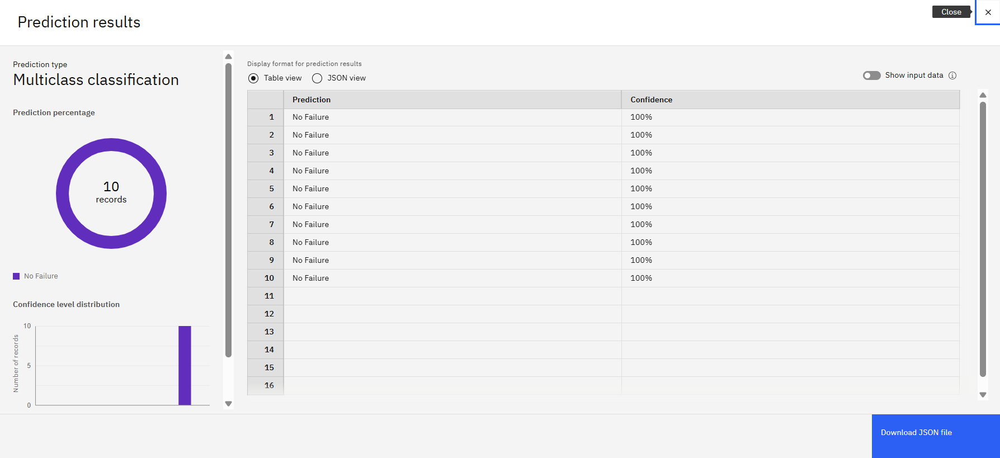 Prediction results
Close
Prediction type
Multiclass classification
Prediction percentage
10
records
No Failure
Confidence level distribution
Number of records
10
5
0
Display format for prediction results
Table view JSON view
Show input data
Prediction Confidence
1 No Failure 100%
2 No Failure 100%
3 No Failure 100%
4 No Failure 100%
5 No Failure 100%
6 No Failure 100%
7 No Failure 100%
8 No Failure 100%
9 No Failure 100%
10 No Failure 100%
11
12
13
14
15
16
Download JSON file